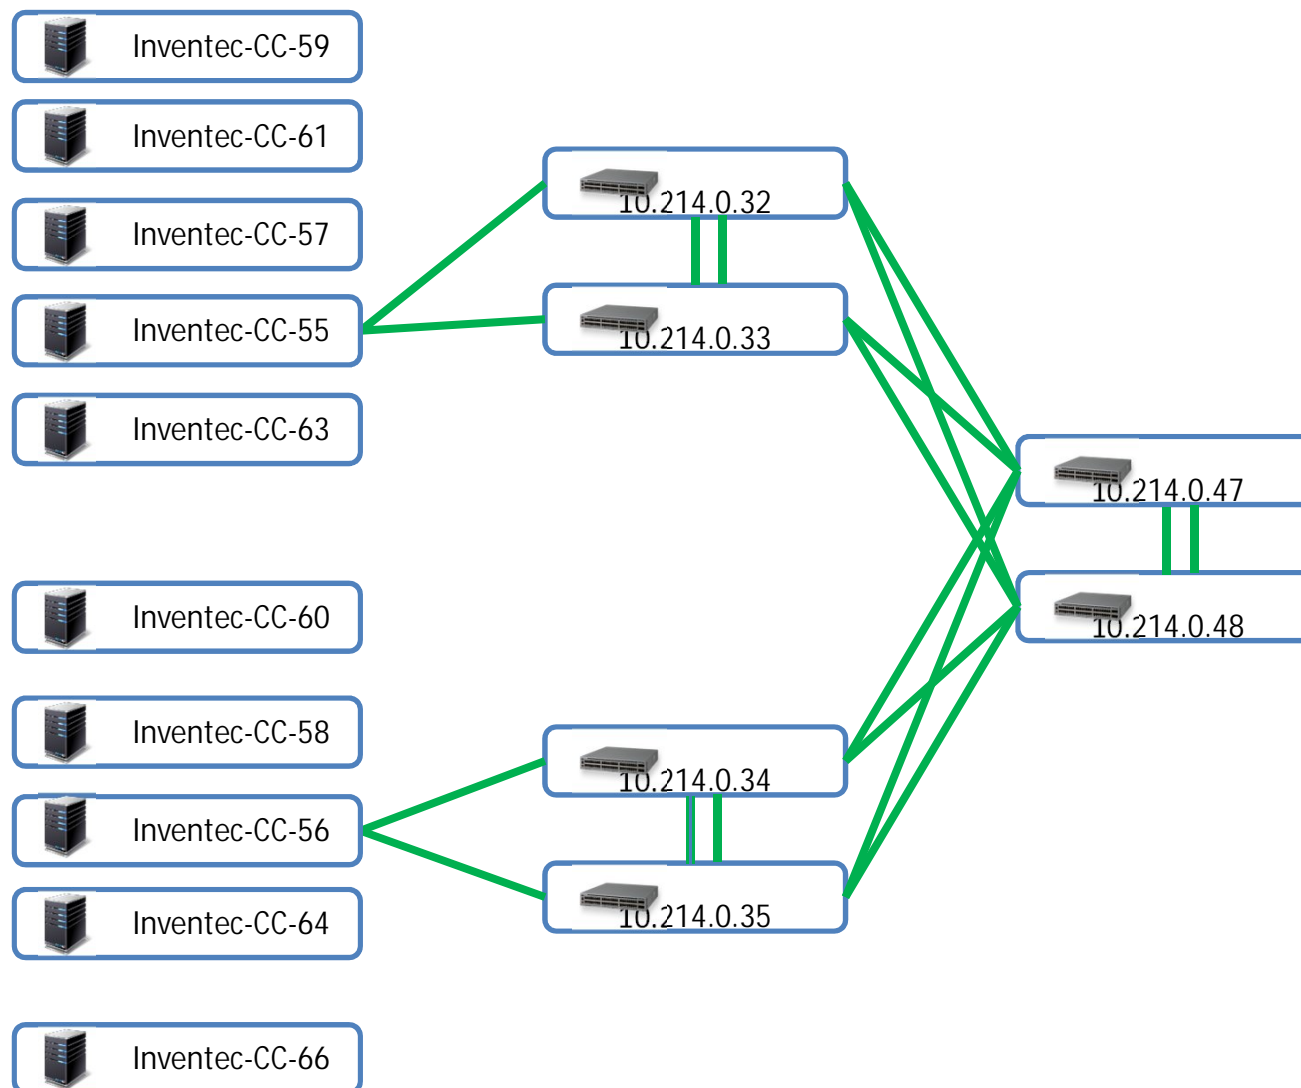 Inventec-CC-59
Inventec-CC-61
Inventec-CC-57
Inventec-CC-55
Inventec-CC-63
Inventec-CC-60
Inventec-CC-58
Inventec-CC-56
Inventec-CC-64
Inventec-CC-66
10.214.0.32
10.214.0.33
10.214.0.34
10.214.0.35
10.214.0.47
10.214.0.48